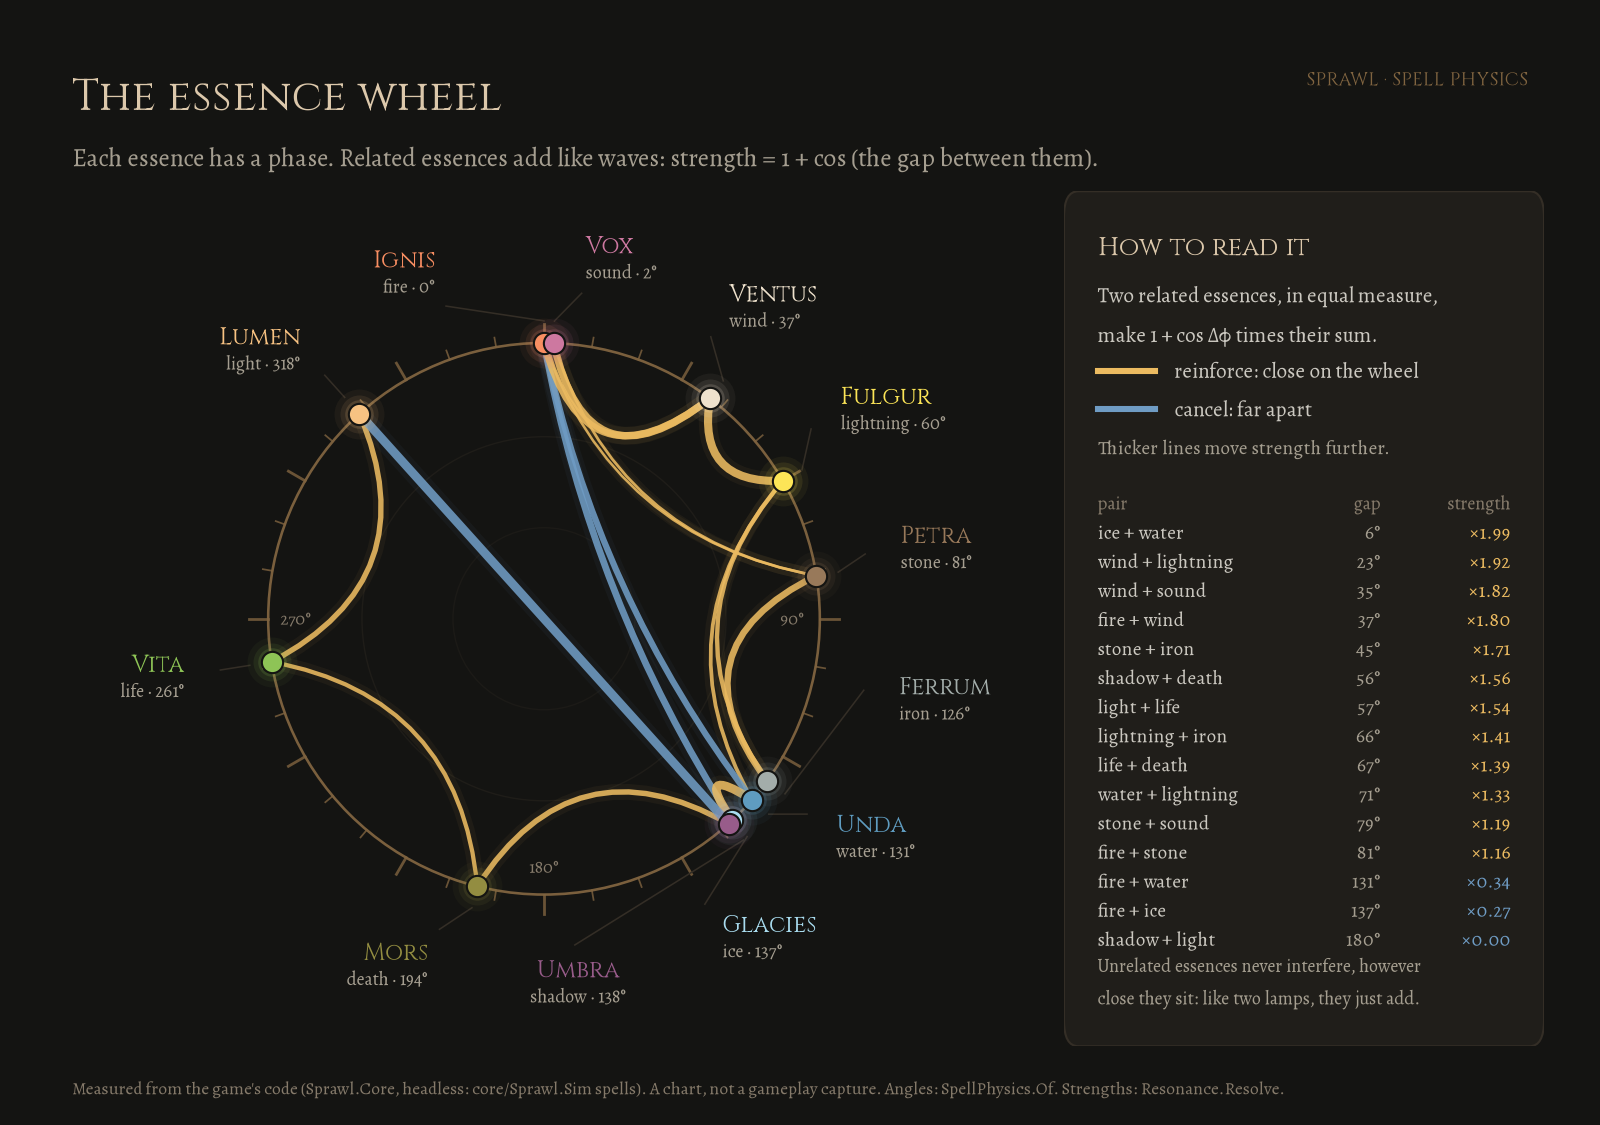 THE ESSENCE WHEEL
SPRAWL · SPELL PHYSICS
Each essence has a phase. Related essences add like waves: strength = 1 + cos (the gap between them).
VOX
sound · 2°
IGNIS
fire · 0°
VENTUS
wind · 37°
LUMEN
light · 318°
FULGUR
lightning · 60°
PETRA
stone · 81°
270°
90°
VITA
life · 261°
FERRUM
iron · 126°
UNDA
water · 131°
180°
GLACIES
ice · 137°
MORS
death · 194°
UMBRA
shadow · 138°
HOW TO READ IT
Two related essences, in equal measure,
make 1 + cos Δφ times their sum.
reinforce: close on the wheel
cancel: far apart
Thicker lines move strength further.
pair gap strength
ice + water 6° ×1.99
wind + lightning 23° ×1.92
wind + sound 35° ×1.82
fire + wind 37° ×1.80
stone + iron 45° ×1.71
shadow + death 56° ×1.56
light + life 57° ×1.54
lightning + iron 66° ×1.41
life + death 67° ×1.39
water + lightning 71° ×1.33
stone + sound 79° ×1.19
fire + stone 81° ×1.16
fire + water 131° ×0.34
fire + ice 137° ×0.27
shadow + light 180° ×0.00
Unrelated essences never interfere, however
close they sit: like two lamps, they just add.
Measured from the game's code (Sprawl.Core, headless: core/Sprawl.Sim spells). A chart, not a gameplay capture. Angles: SpellPhysics.Of. Strengths: Resonance.Resolve.